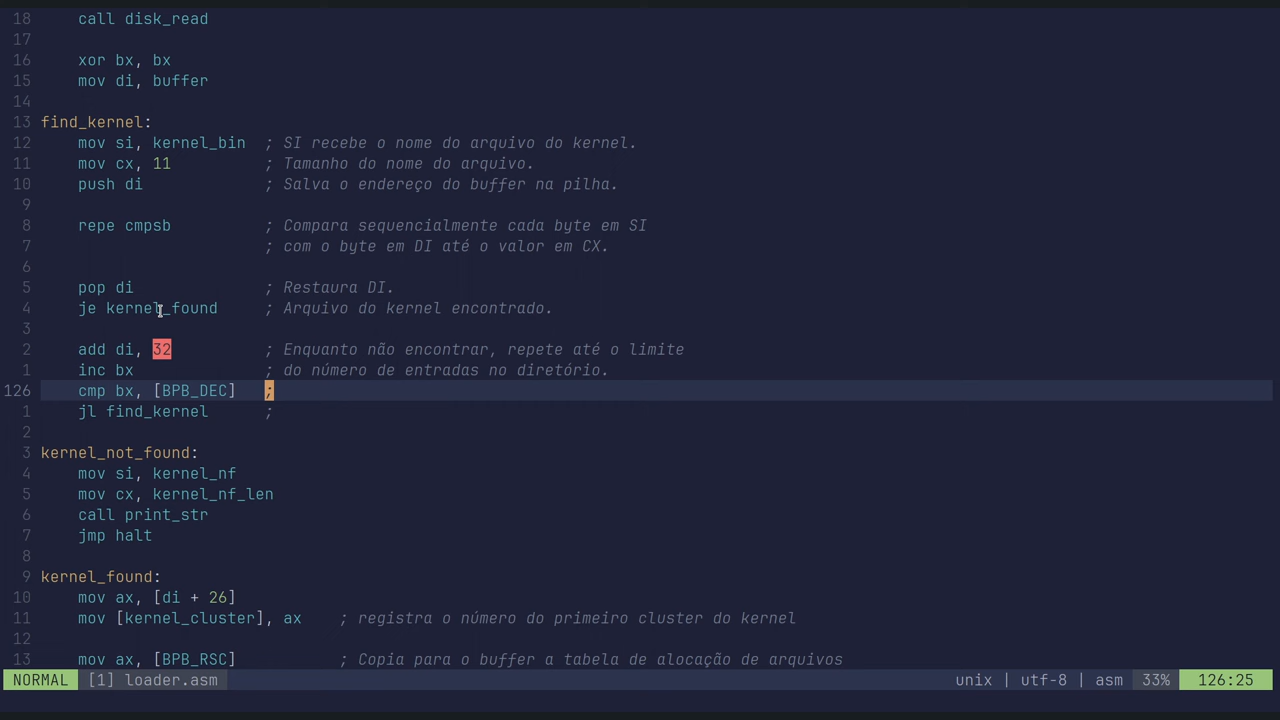 18 call disk_read
17
16 xor bx, bx
15 mov di, buffer
14
13 find_kernel:
12 mov si, kernel_bin ; SI recebe o nome do arquivo do kernel.
11 mov cx, 11 ; Tamanho do nome do arquivo.
10 push di ; Salva o endereço do buffer na pilha.
9
8 repe cmpsb ; Compara sequencialmente cada byte em SI
7 ; com o byte em DI até o valor em CX.
6
5 pop di ; Restaura DI.
4 je kernel_found ; Arquivo do kernel encontrado.
3
2 add di, 32 ; Enquanto não encontrar, repete até o limite
1 inc bx ; do número de entradas no diretório.
126 cmp bx, [BPB_DEC] ;
1 jl find_kernel ;
2
3 kernel_not_found:
4 mov si, kernel_nf
5 mov cx, kernel_nf_len
6 call print_str
7 jmp halt
8
9 kernel_found:
10 mov ax, [di + 26]
11 mov [kernel_cluster], ax ; registra o número do primeiro cluster do kernel
12
13 mov ax, [BPB_RSC] ; Copia para o buffer a tabela de alocação de arquivos
NORMAL [1] loader.asm unix | utf-8 | asm 33% 126:25